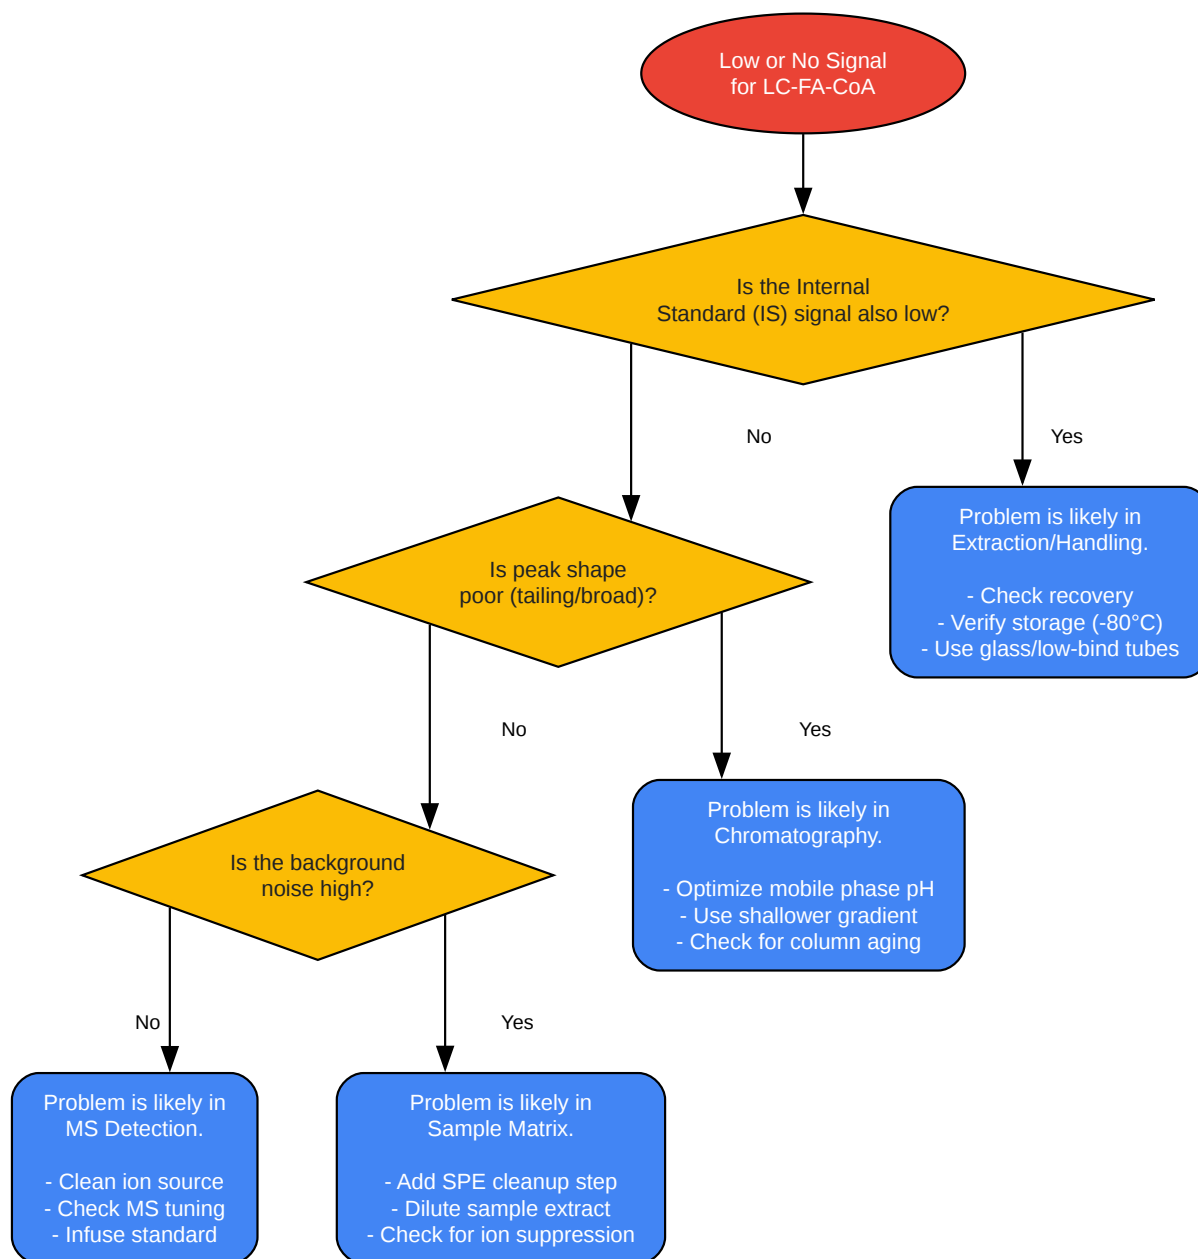 Low or No Signal
for LC-FA-CoA
Is the Internal
Standard (IS) signal also low?
No
Yes
Problem is likely in
Extraction/Handling.
- Check recovery
- Verify storage (-80°C)
- Use glass/low-bind tubes
Is peak shape
poor (tailing/broad)?
No
Yes
Problem is likely in
Chromatography.
- Optimize mobile phase pH
- Use shallower gradient
- Check for column aging
Is the background
noise high?
No
Yes
Problem is likely in
MS Detection.
- Clean ion source
- Check MS tuning
- Infuse standard
Problem is likely in
Sample Matrix.
- Add SPE cleanup step
- Dilute sample extract
- Check for ion suppression